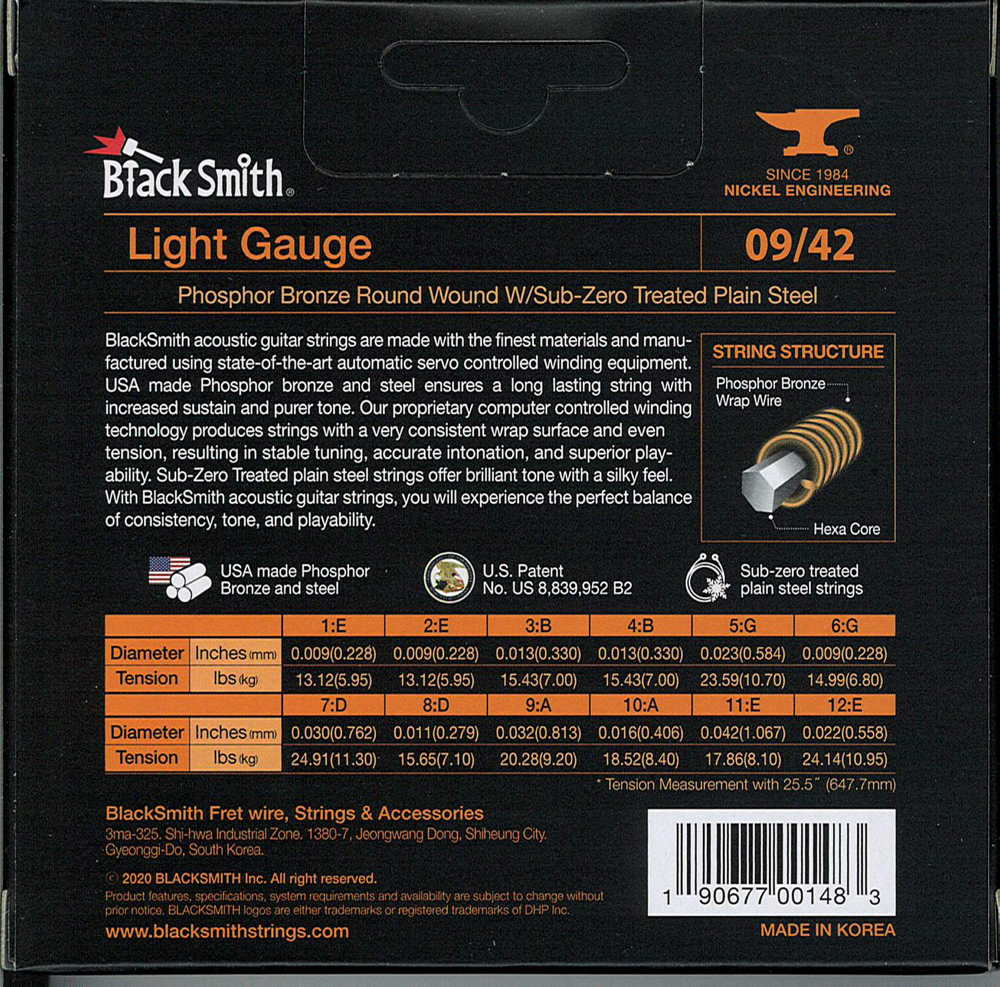 Black Smith®
®
SINCE 1984
NICKEL ENGINEERING
Light Gauge
09/42
Phosphor Bronze Round Wound W/Sub-Zero Treated Plain Steel
BlackSmith acoustic guitar strings are made with the finest materials and manu-
factured using state-of-the-art automatic servo controlled winding equipment.
USA made Phosphor bronze and steel ensures a long lasting string with
increased sustain and purer tone. Our proprietary computer controlled winding
technology produces strings with a very consistent wrap surface and even
tension, resulting in stable tuning, accurate intonation, and superior play-
ability. Sub-Zero Treated plain steel strings offer brilliant tone with a silky feel.
With BlackSmith acoustic guitar strings, you will experience the perfect balance
of consistency, tone, and playability.
STRING STRUCTURE
Phosphor Bronze
Wrap Wire
Hexa Core
USA made Phosphor
Bronze and steel
U.S. Patent
No. US 8,839,952 B2
Sub-zero treated
plain steel strings
1:E 2:E 3:B 4:B 5:G 6:G
Diameter Inches (mm) 0.009(0.228) 0.009(0.228) 0.013(0.330) 0.013(0.330) 0.023(0.584) 0.009(0.228)
Tension lbs (kg) 13.12(5.95) 13.12(5.95) 15.43(7.00) 15.43(7.00) 23.59(10.70) 14.99(6.80)
7:D 8:D 9:A 10:A 11:E 12:E
Diameter Inches (mm) 0.030(0.762) 0.011(0.279) 0.032(0.813) 0.016(0.406) 0.042(1.067) 0.022(0.558)
Tension lbs (kg) 24.91(11.30) 15.65(7.10) 20.28(9.20) 18.52(8.40) 17.86(8.10) 24.14(10.95)
* Tension Measurement with 25.5˝ (647.7mm)
BlackSmith Fret wire, Strings & Accessories
3ma-325. Shi-hwa Industrial Zone. 1380-7, Jeongwang Dong, Shiheung City.
Gyeonggi-Do, South Korea.
© 2020 BLACKSMITH Inc. All right reserved.
Product features, specifications, system requirements and availability are subject to change without
prior notice. BLACKSMITH logos are either trademarks or registered trademarks of DHP Inc.
www.blacksmithstrings.com
1 90677 00148 3
MADE IN KOREA